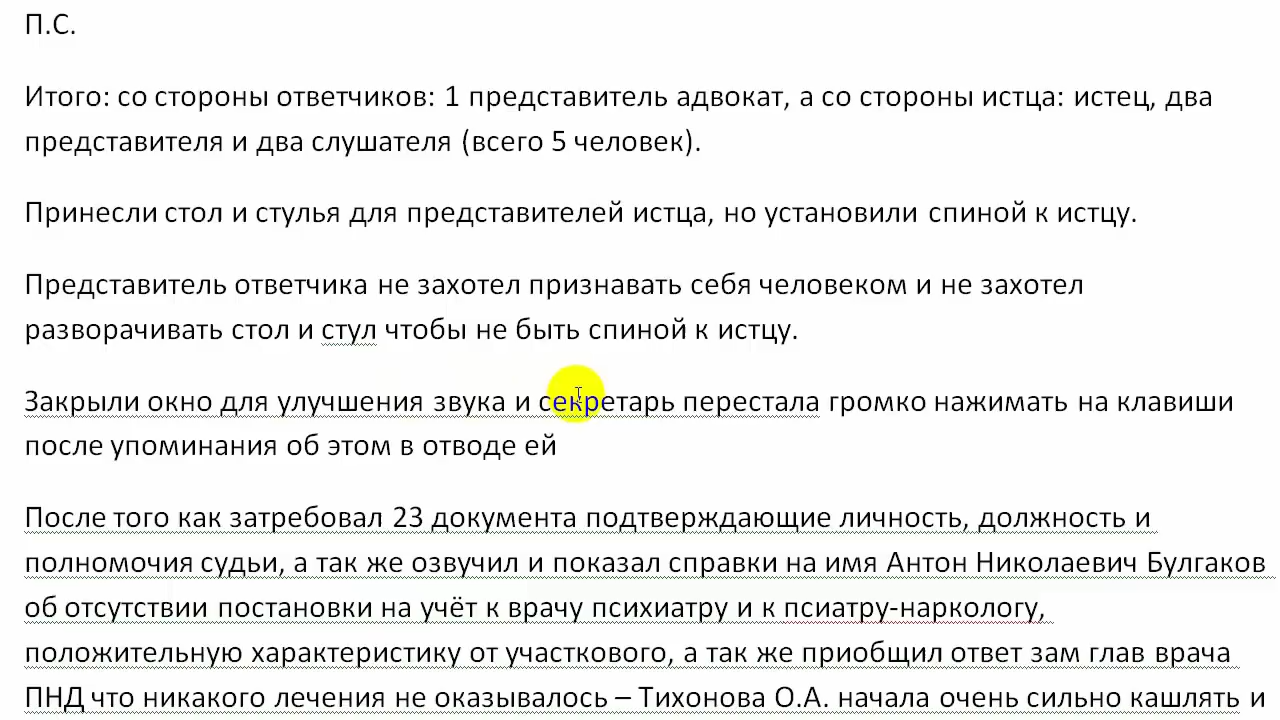 П.С.
Итого: со стороны ответчиков: 1 представитель адвокат, а со стороны истца: истец, два
представителя и два слушателя (всего 5 человек).
Принесли стол и стулья для представителей истца, но установили спиной к истцу.
Представитель ответчика не захотел признавать себя человеком и не захотел
разворачивать стол и стул чтобы не быть спиной к истцу.
Закрыли окно для улучшения звука и секретарь перестала громко нажимать на клавиши
после упоминания об этом в отводе ей
После того как затребовал 23 документа подтверждающие личность, должность и
полномочия судьи, а так же озвучил и показал справки на имя Антон Николаевич Булгаков
об отсутствии постановки на учёт к врачу психиатру и к псиатру-наркологу,
положительную характеристику от участкового, а так же приобщил ответ зам глав врача
ПНД что никакого лечения не оказывалось – Тихонова О.А. начала очень сильно кашлять и